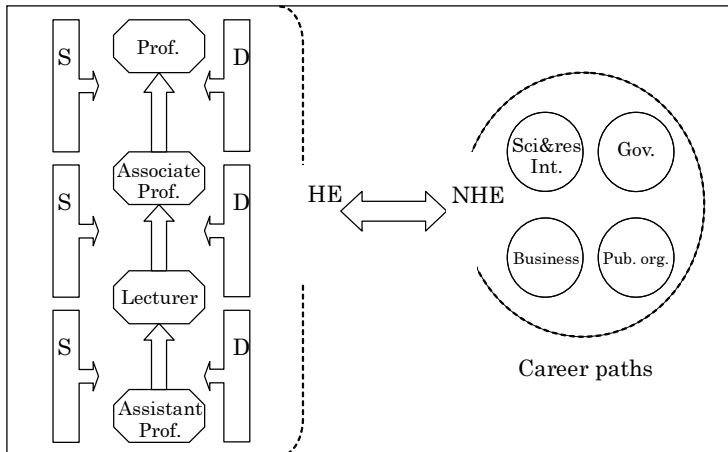 S
Prof.
D
S
Associate
Prof.
D
Lecturer
S
D
Assistant
Prof.
HE
NHE
Sci&res
Int.
Gov.
Business
Pub. org.
Career paths